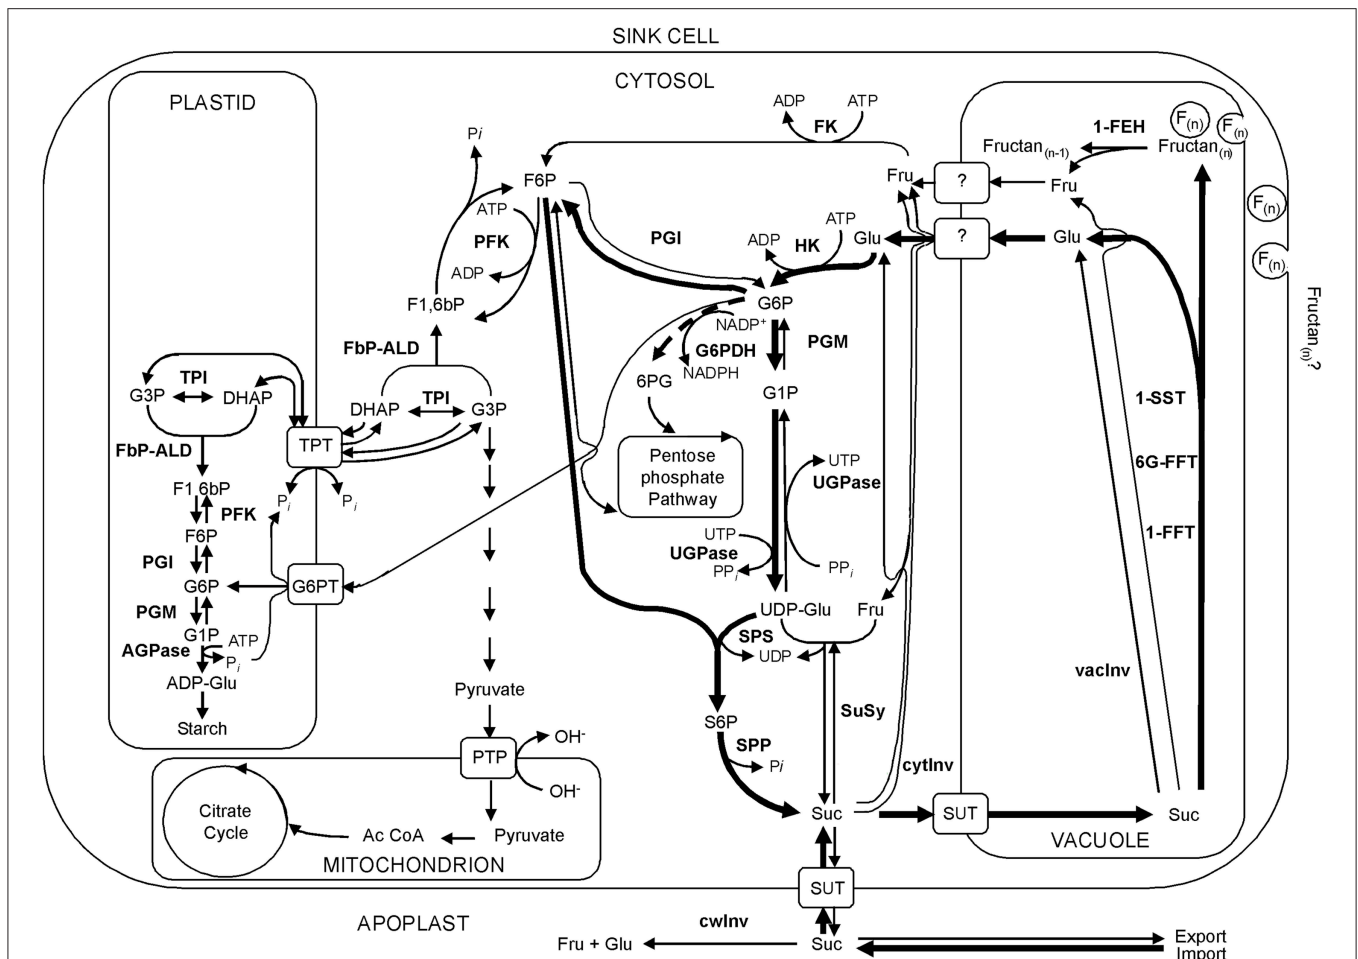 SINK CELL
CYTOSOL
PLASTID
ADP
ATP
FK
Pi
F6P
ATP
PFK
ADP
F1,6bP
FbP-ALD
TPI
DHAP
G3P
PGI
ADP
HK
ATP
Glu
Fru
?
?
Fructan(n-1)
1-FEH
Fructan(n)
F(n)
F(n)
F(n)
F(n)
Fructan(n)?
Fru
Glu
G6P
NADP+
G6PDH
NADPH
PGM
6PG
G1P
Pentose
phosphate
Pathway
UTP
UGPase
UTP
UGPase
PPi
PPi
UDP-Glu
Fru
SPS
UDP
S6P
SPP
Pi
SuSy
Suc
cytInv
SUT
1-SST
6G-FFT
1-FFT
vacInv
Suc
VACUOLE
TPI
G3P
DHAP
FbP-ALD
TPT
F1,6bP
Pi
Pi
PFK
F6P
PGI
G6P
G6PT
PGM
G1P
ATP
AGPase
Pi
ADP-Glu
Starch
Pyruvate
PTP
OH-
OH-
Citrate
Cycle
Ac CoA
Pyruvate
MITOCHONDRION
SUT
APOPLAST
cwInv
Fru + Glu
Suc
Export
Import